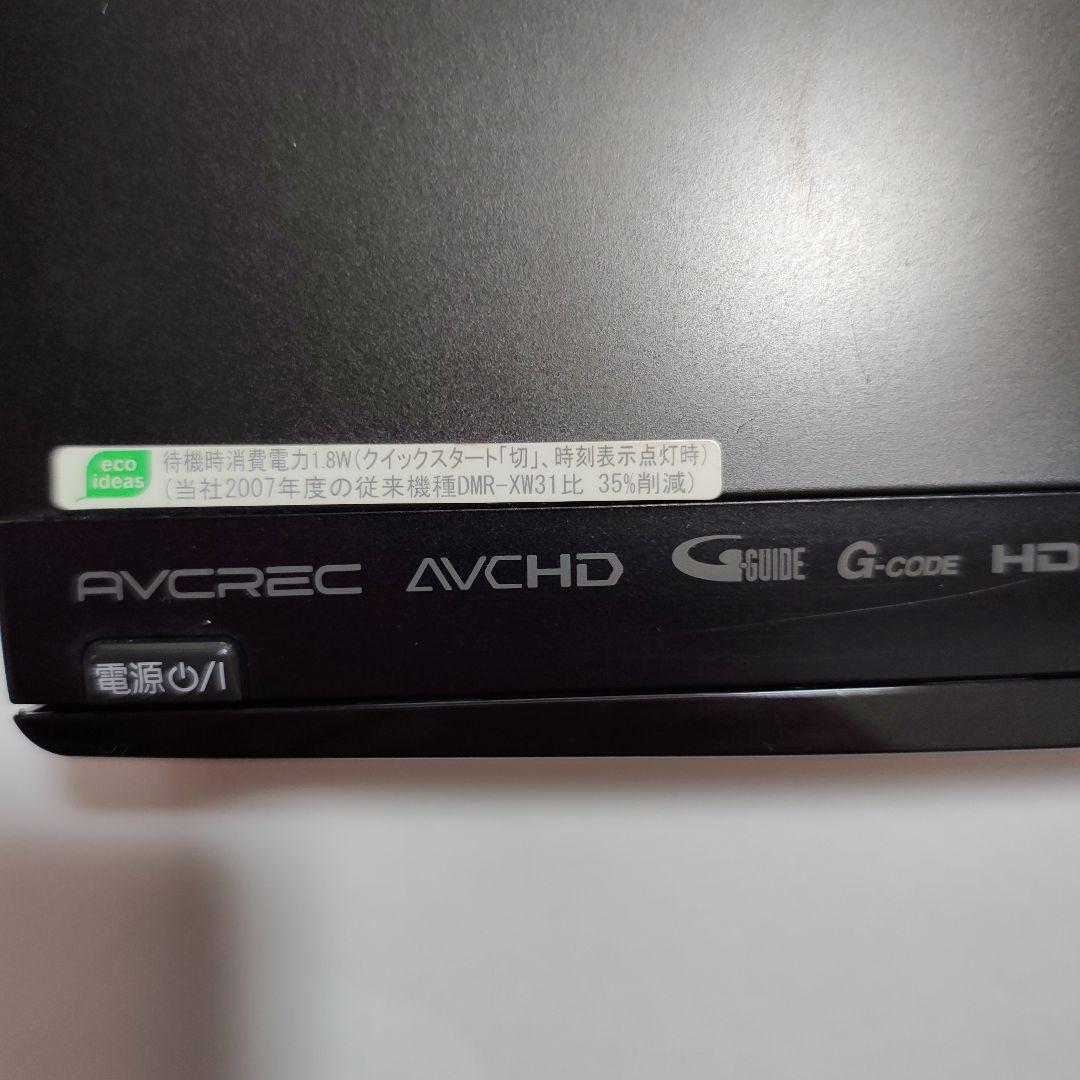 eco
ideas
待機時消費電力1.8W(クイックスタート「切」、時刻表示点灯時)
(当社2007年度の従来機種DMR-XW31比 35%削減)
AVCREC AVCHD G-GUIDE G-CODE HD
電源⏻/I